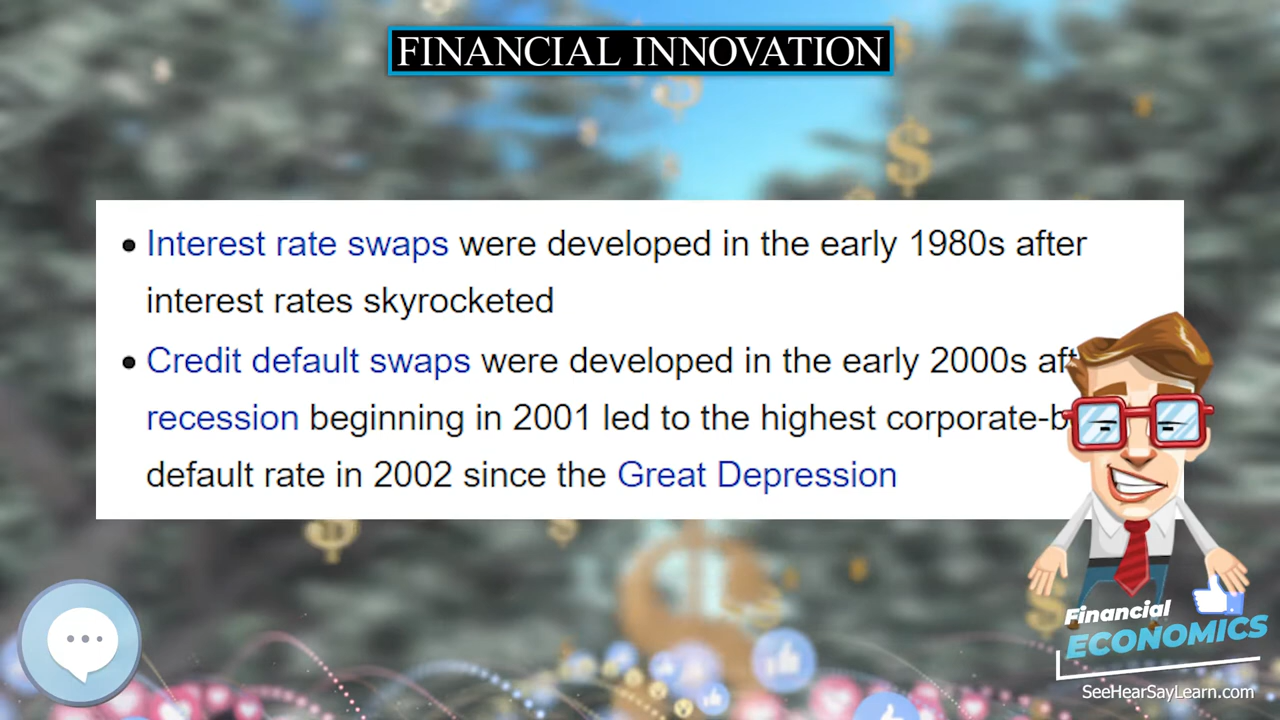 FINANCIAL INNOVATION
• Interest rate swaps were developed in the early 1980s after
interest rates skyrocketed
• Credit default swaps were developed in the early 2000s
recession beginning in 2001 led to the highest
default rate in 2002 since the Great Depression
Financial
ECONOMICS
SeeHearSayLearn.com